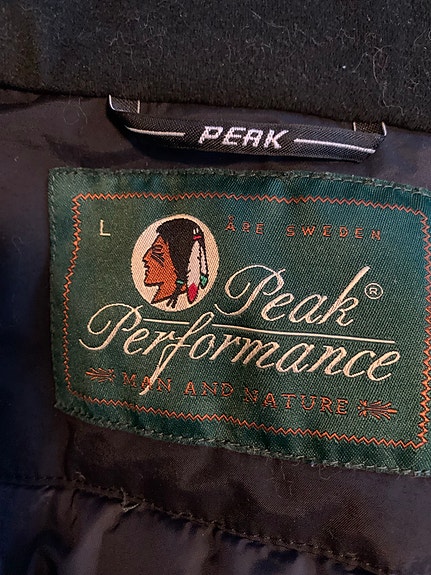 PEAK
L
ÅRE SWEDEN
Peak®
Performance
MAN AND NATURE